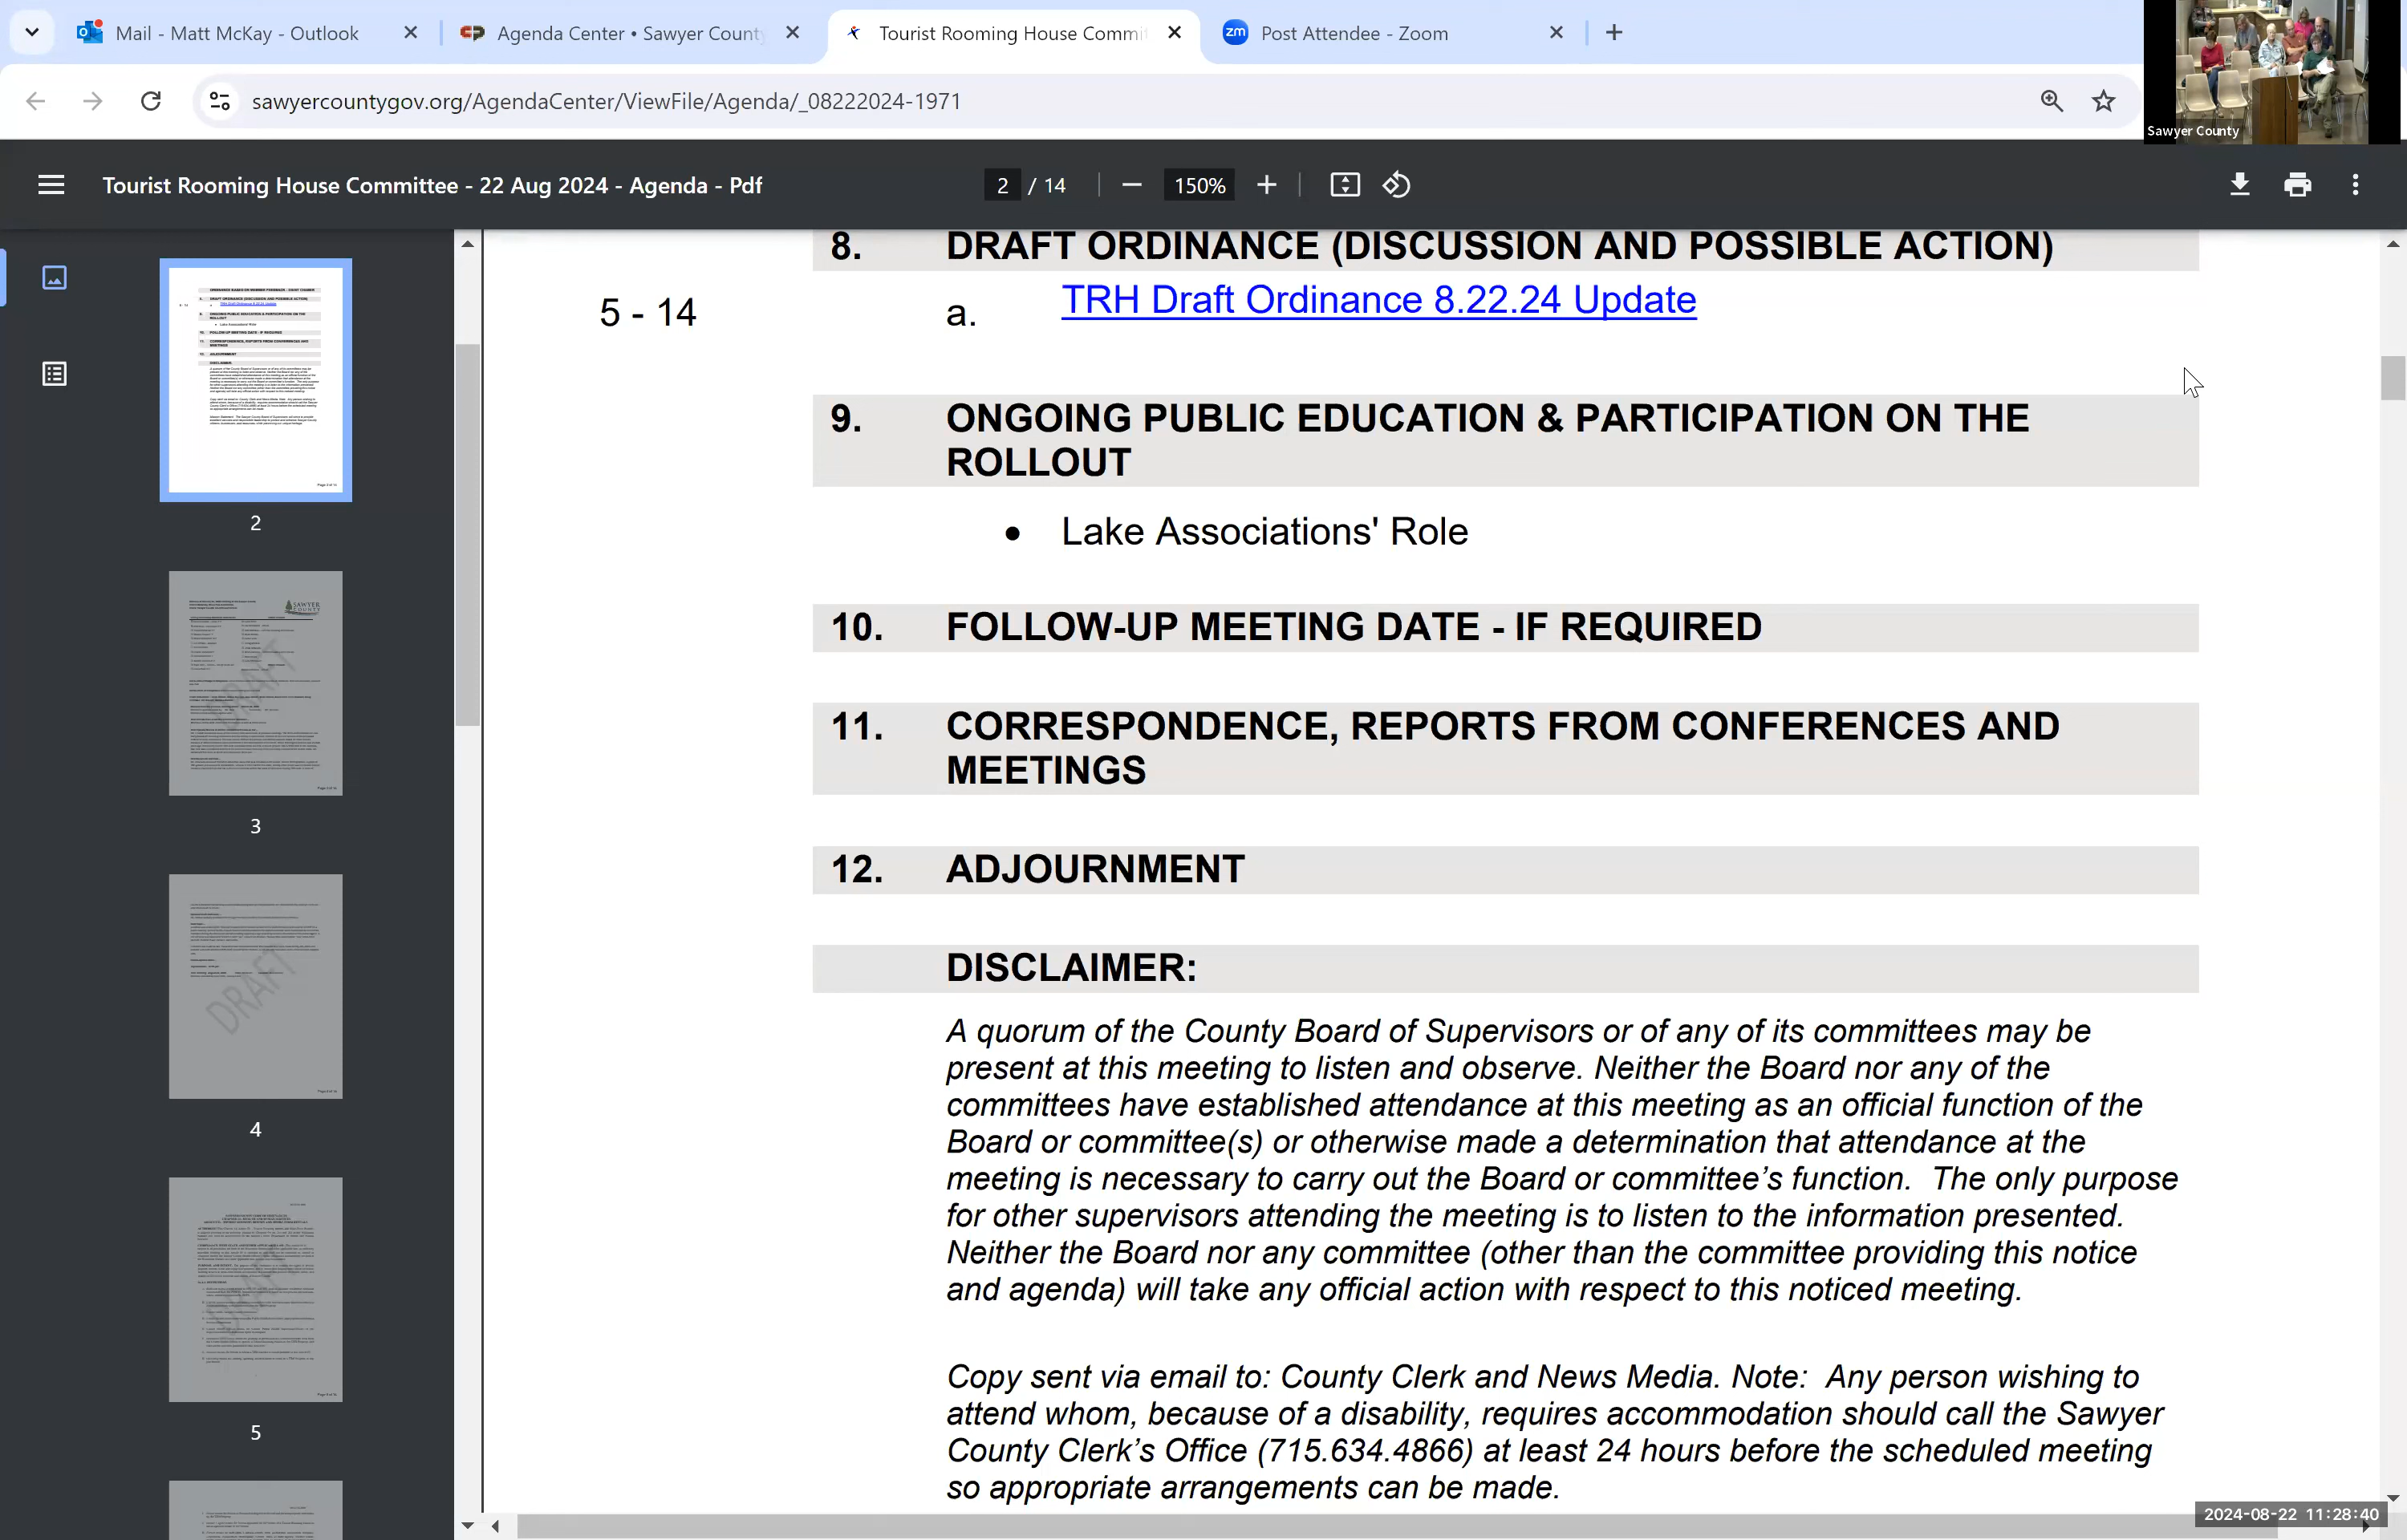 Mail - Matt McKay - Outlook
Agenda Center • Sawyer County
Tourist Rooming House Commi
zm Post Attendee - Zoom
sawyercountygov.org/AgendaCenter/ViewFile/Agenda/_08222024-1971
Sawyer County
Tourist Rooming House Committee - 22 Aug 2024 - Agenda - Pdf
2 / 14
150%
8. DRAFT ORDINANCE (DISCUSSION AND POSSIBLE ACTION)
5 - 14 a. TRH Draft Ordinance 8.22.24 Update
9. ONGOING PUBLIC EDUCATION & PARTICIPATION ON THE
ROLLOUT
• Lake Associations' Role
10. FOLLOW-UP MEETING DATE - IF REQUIRED
11. CORRESPONDENCE, REPORTS FROM CONFERENCES AND
MEETINGS
12. ADJOURNMENT
DISCLAIMER:
A quorum of the County Board of Supervisors or of any of its committees may be
present at this meeting to listen and observe. Neither the Board nor any of the
committees have established attendance at this meeting as an official function of the
Board or committee(s) or otherwise made a determination that attendance at the
meeting is necessary to carry out the Board or committee's function.  The only purpose
for other supervisors attending the meeting is to listen to the information presented.
Neither the Board nor any committee (other than the committee providing this notice
and agenda) will take any official action with respect to this noticed meeting.
Copy sent via email to: County Clerk and News Media. Note:  Any person wishing to
attend whom, because of a disability, requires accommodation should call the Sawyer
County Clerk's Office (715.634.4866) at least 24 hours before the scheduled meeting
so appropriate arrangements can be made.
2
SAWYER
COUNTY
DRAFT
3
DRAFT
4
DRAFT
5
2024-08-22 11:28:40